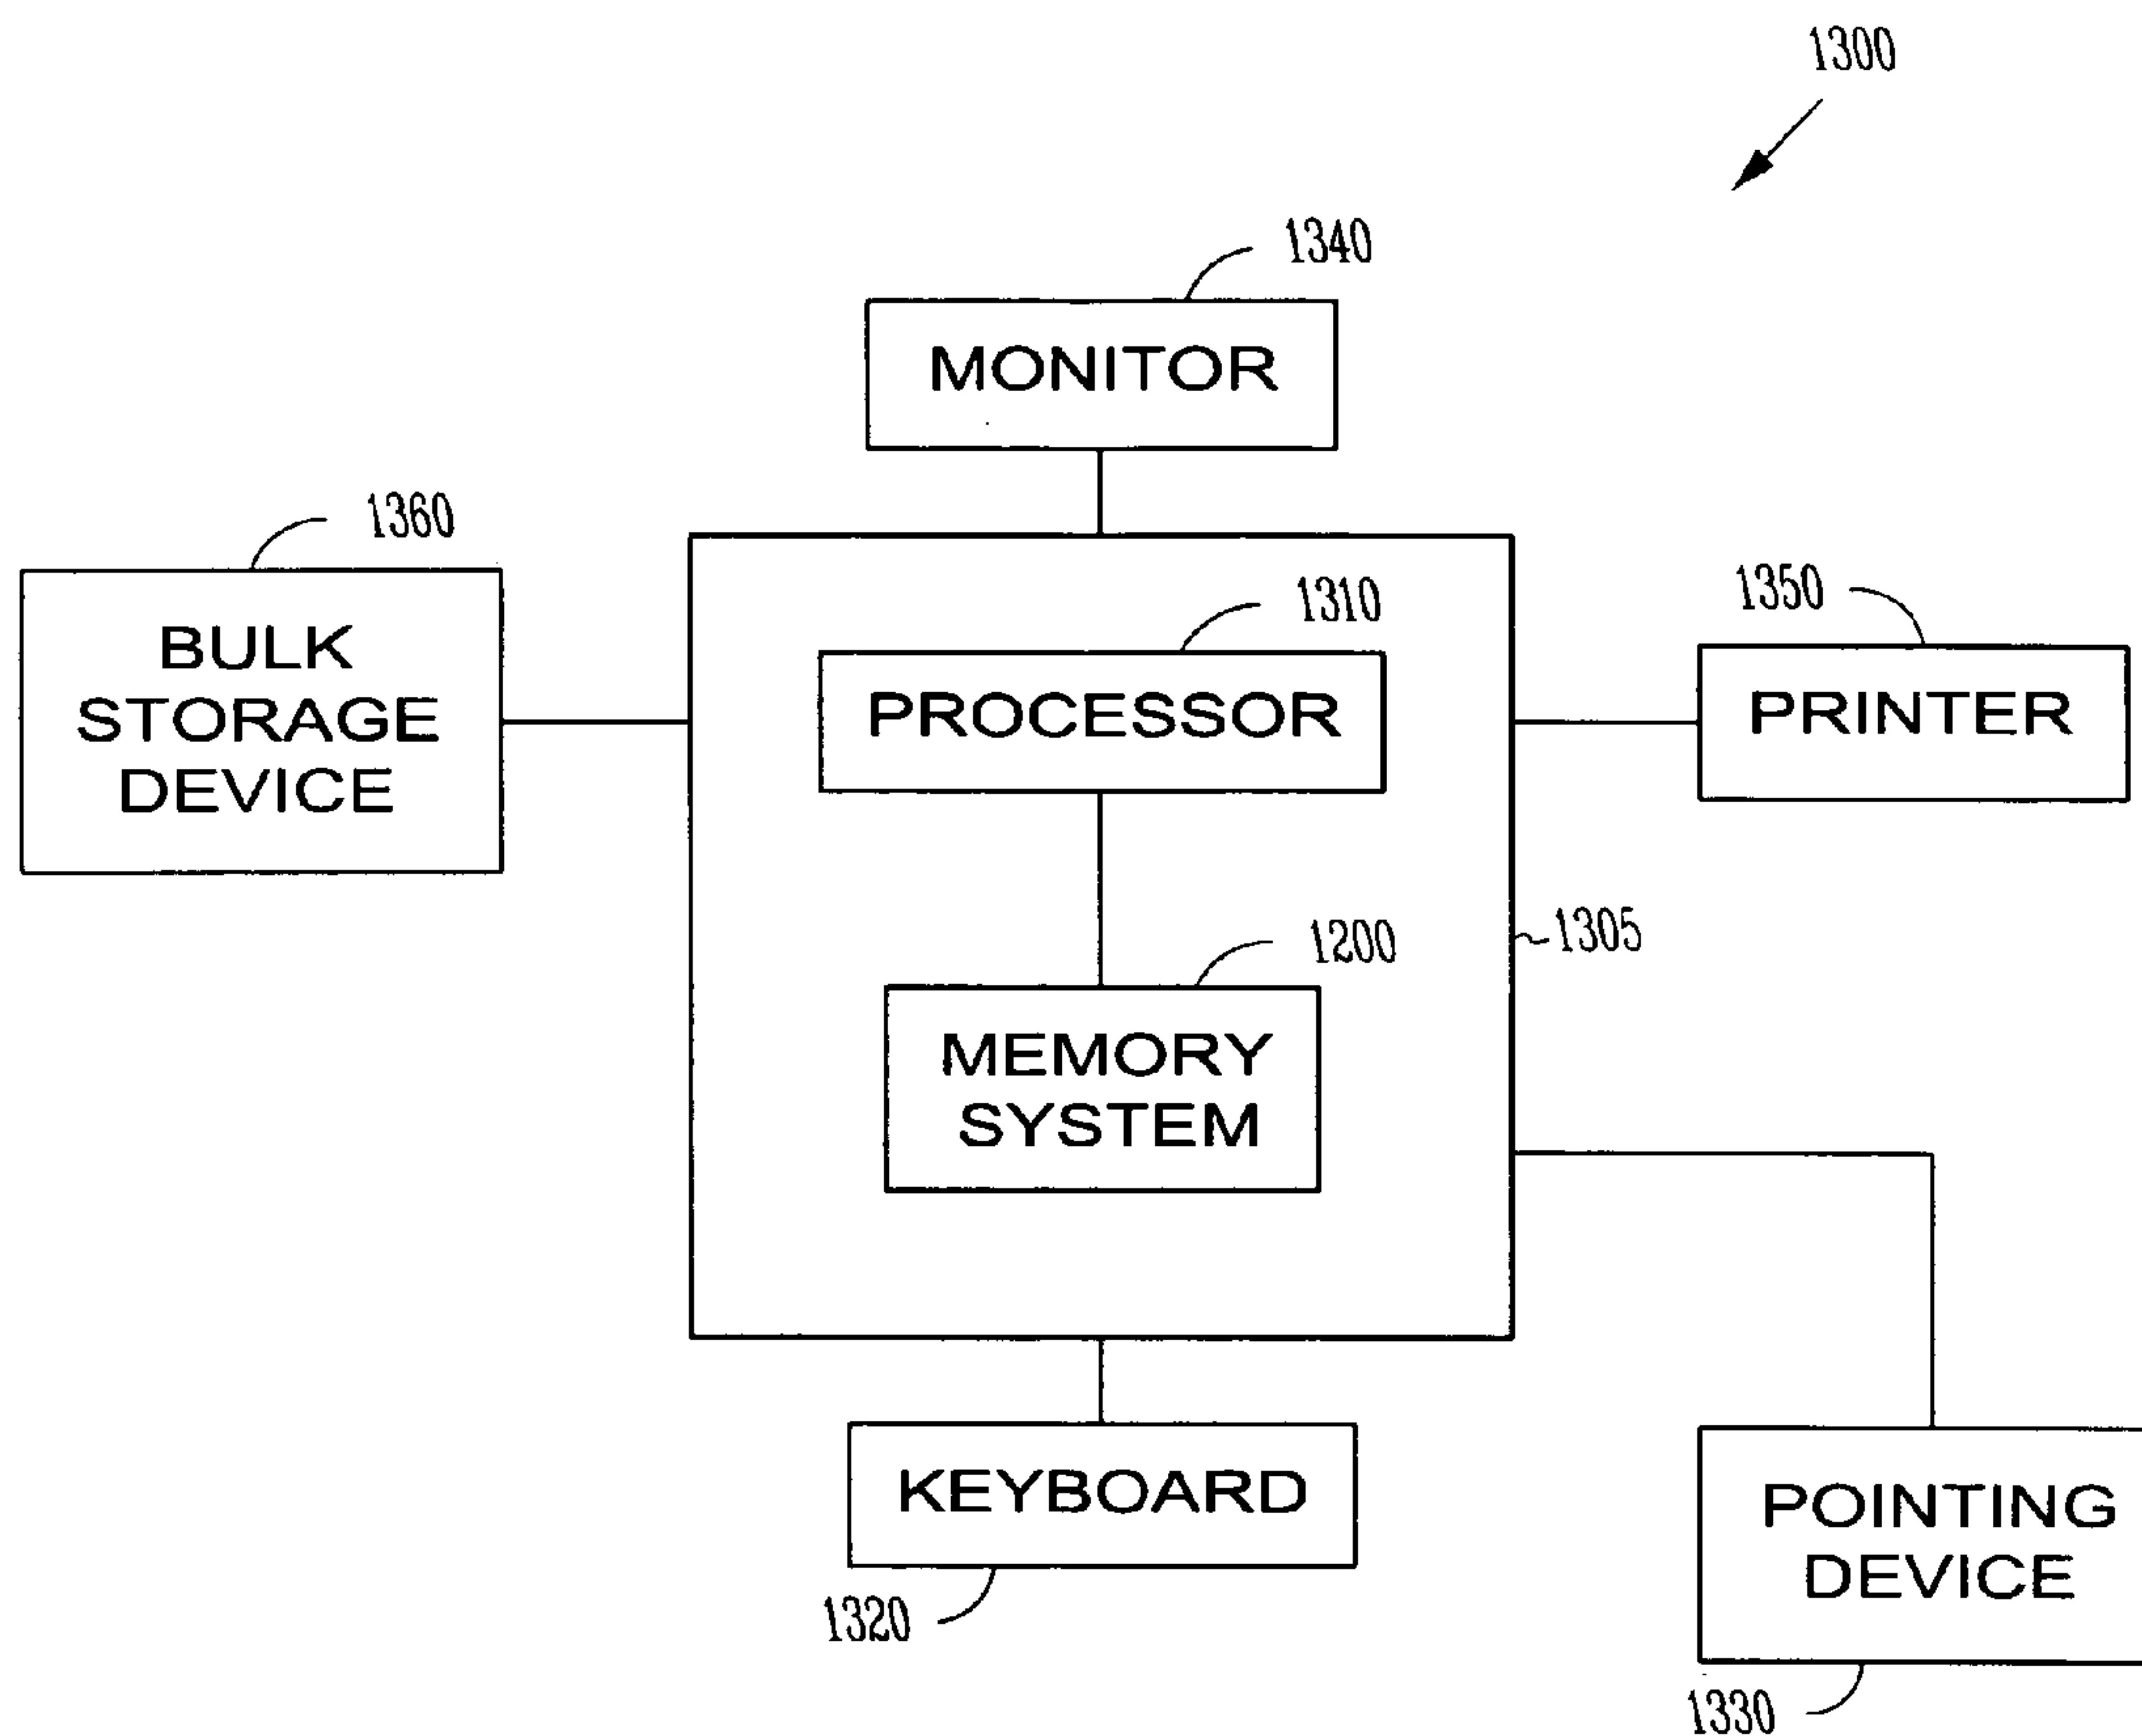 1300
1340
MONITOR
1360
BULK
STORAGE
DEVICE
1310
PROCESSOR
1350
PRINTER
1305
1200
MEMORY
SYSTEM
KEYBOARD
1320
POINTING
DEVICE
1330